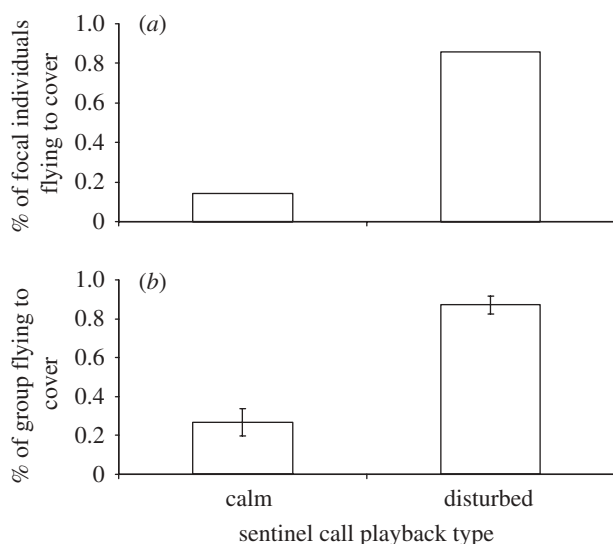 (a)
% of focal individuals
flying to cover
1.0
0.8
0.6
0.4
0.2
0
(b)
% of group flying to
cover
1.0
0.8
0.6
0.4
0.2
0
calm disturbed
sentinel call playback type